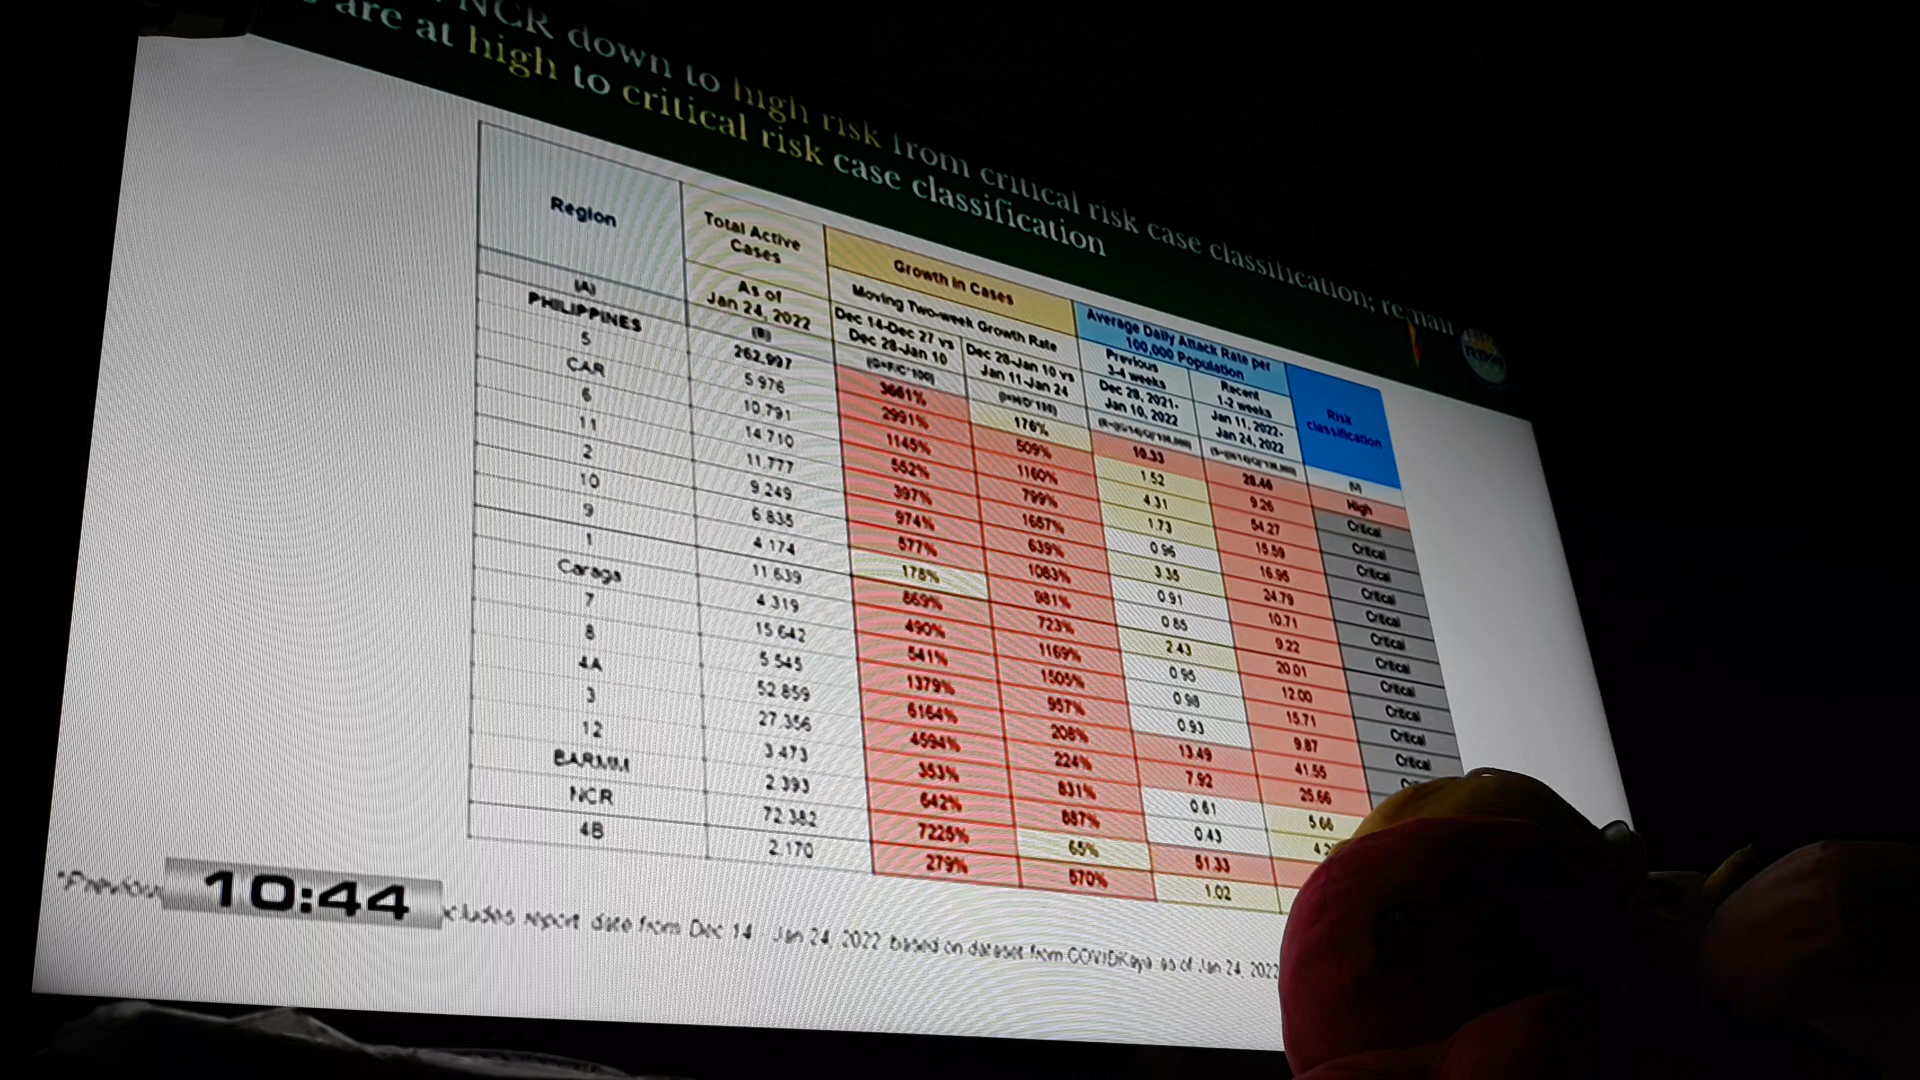 NCR down to high risk from critical risk case classification; remain
are at high to critical risk case classification
Region
Total Active Cases
Growth in Cases
Average Daily Attack Rate per 100,000 Population
Risk classification
As of Jan 24, 2022
Moving Two-week Growth Rate
Dec 14-Dec 27 vs Dec 28-Jan 10
Dec 28-Jan 10 vs Jan 11-Jan 24
Previous 3-4 weeks
Dec 28, 2021- Jan 10, 2022
Recent 1-2 weeks
Jan 11, 2022- Jan 24, 2022
(A) (B)
PHILIPPINES 262.997 3661% 176% 10.33 28.46 High
5 5 976 2991% 509% 1.52 9.26 Critical
CAR 10.791 1145% 1160% 4 31 54.27 Critical
6 14 710 552% 799% 1.73 15.59 Critical
11 11.777 397% 1657% 0 96 16.95 Critical
2 9 249 974% 639% 3 35 24.79 Critical
10 6 835 577% 1083% 0.91 10.71 Critical
9 4 174 178% 981% 0 85 9.22 Critical
1 11 639 869% 723% 2.43 20 01 Critical
Caraga 4 319 490% 1169% 0 95 12.00 Critical
7 15 642 541% 1505% 0 98 15.71 Critical
8 5 545 1379% 957% 0.93 9.87 Critical
4A 52 859 6164% 208% 13.49 41.55
3 27 356 4594% 224% 7.92 25.66
12 3 473 353% 831% 0 61 5.66
BARMM 2 393 642% 887% 0.43
NCR 72 382 7225% 65% 51.33
4B 2.170 279% 570% 1.02
10:44
report date from Dec 14 Jan 24, 2022 based on dataset from COVIDKaya as of Jan 24, 2022